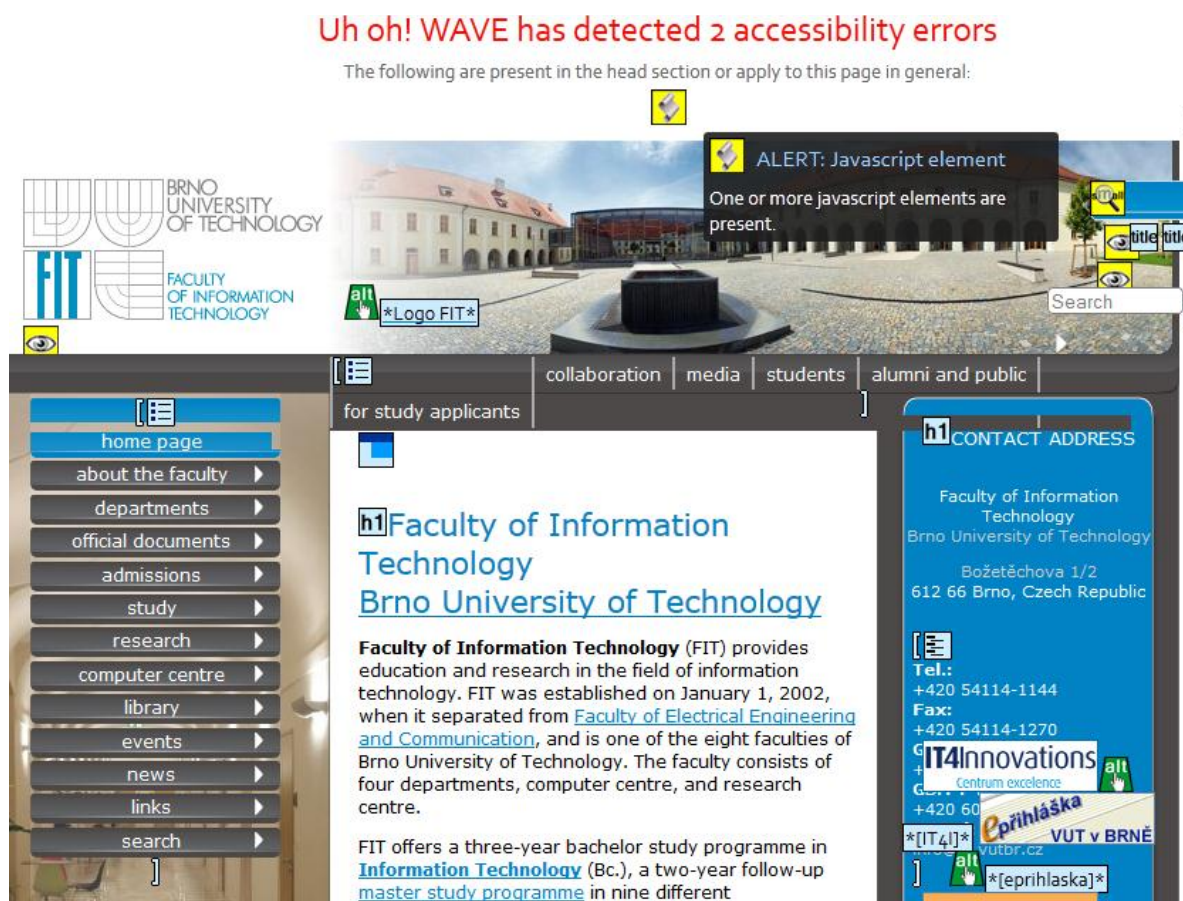 Uh oh! WAVE has detected 2 accessibility errors
The following are present in the head section or apply to this page in general:
ALERT: Javascript element
One or more javascript elements are
present.
BRNO
UNIVERSITY
OF TECHNOLOGY
FIT
FACULTY
OF INFORMATION
TECHNOLOGY
small
title
title
alt
*Logo FIT*
Search
collaboration
media
students
alumni and public
for study applicants
home page
about the faculty
departments
official documents
admissions
study
research
computer centre
library
events
news
links
search
h1 Faculty of Information
Technology
Brno University of Technology
Faculty of Information Technology (FIT) provides
education and research in the field of information
technology. FIT was established on January 1, 2002,
when it separated from Faculty of Electrical Engineering
and Communication, and is one of the eight faculties of
Brno University of Technology. The faculty consists of
four departments, computer centre, and research
centre.
FIT offers a three-year bachelor study programme in
Information Technology (Bc.), a two-year follow-up
master study programme in nine different
h1 CONTACT ADDRESS
Faculty of Information
Technology
Brno University of Technology
Božetěchova 1/2
612 66 Brno, Czech Republic
Tel.:
+420 54114-1144
Fax:
+420 54114-1270
IT4Innovations
Centrum excelence
alt
+420 60
epřihláška
VUT v BRNĚ
*[IT4I]*
vutbr.cz
alt
*[eprihlaska]*